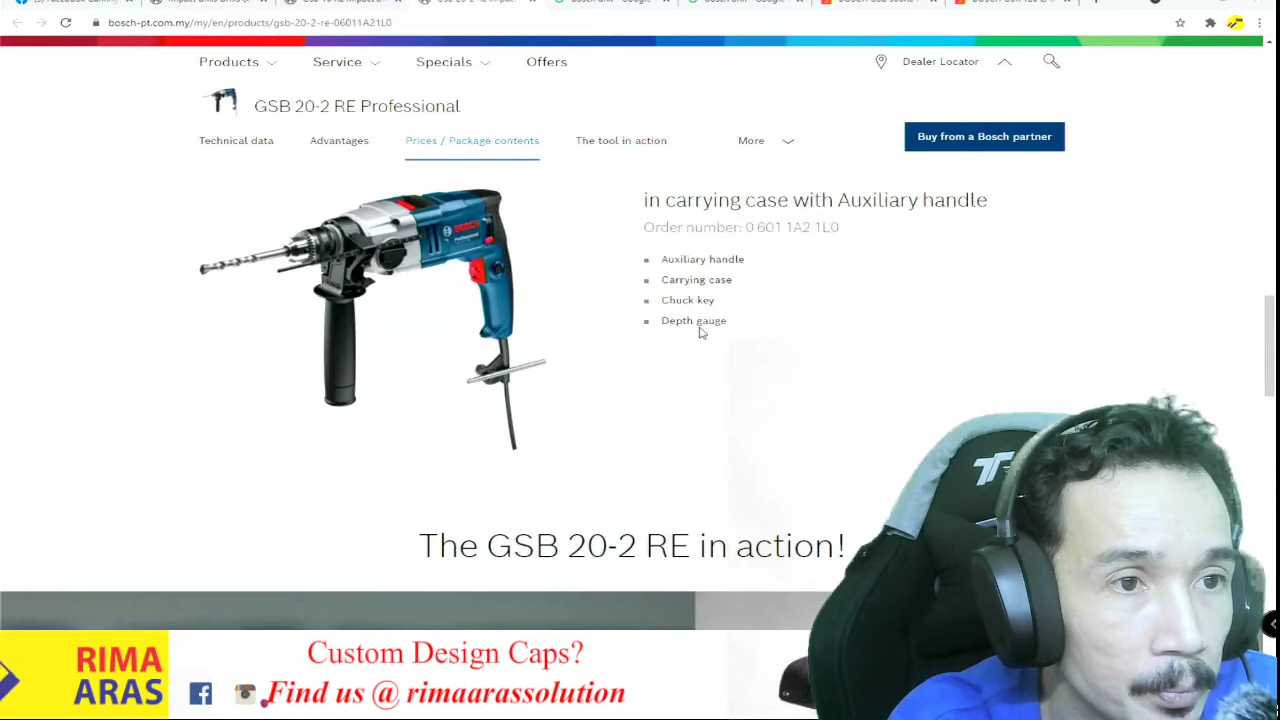 bosch-pt.com.my/my/en/products/gsb-20-2-re-06011A21L0
Products Service Specials Offers Dealer Locator
GSB 20-2 RE Professional
Technical data Advantages Prices / Package contents The tool in action More
Buy from a Bosch partner
in carrying case with Auxiliary handle
Order number: 0 601 1A2 1L0
Auxiliary handle
Carrying case
Chuck key
Depth gauge
BOSCH
Professional
The GSB 20-2 RE in action!
RIMA
ARAS
Custom Design Caps?
Find us @ rimaarassolution